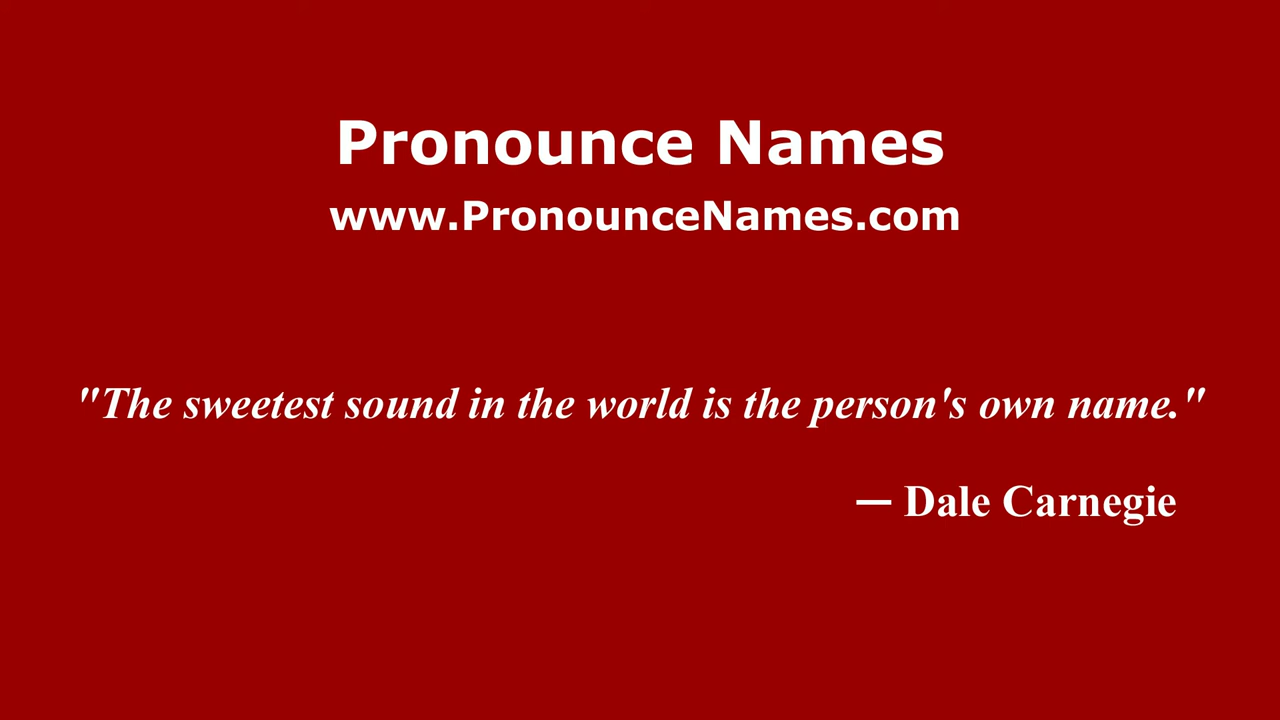 Pronounce Names
www.PronounceNames.com
"The sweetest sound in the world is the person's own name."
— Dale Carnegie